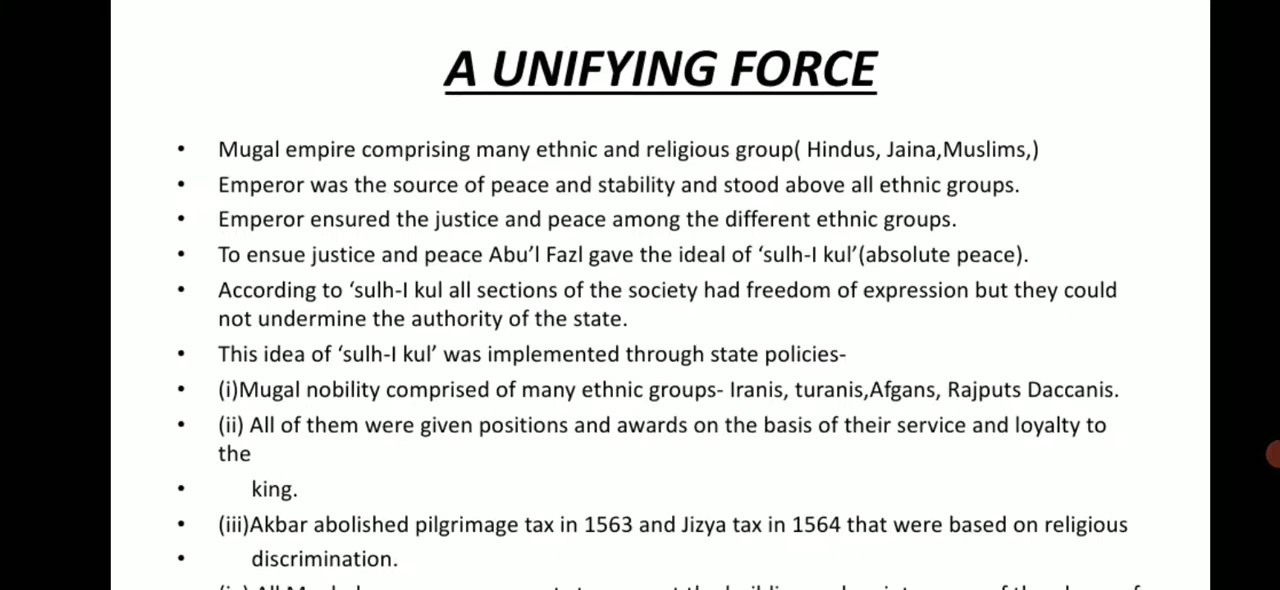 A UNIFYING FORCE
• Mugal empire comprising many ethnic and religious group( Hindus, Jaina,Muslims,)
• Emperor was the source of peace and stability and stood above all ethnic groups.
• Emperor ensured the justice and peace among the different ethnic groups.
• To ensue justice and peace Abu’l Fazl gave the ideal of ‘sulh-I kul’(absolute peace).
• According to ‘sulh-I kul all sections of the society had freedom of expression but they could
not undermine the authority of the state.
• This idea of ‘sulh-I kul’ was implemented through state policies-
• (i)Mugal nobility comprised of many ethnic groups- Iranis, turanis,Afgans, Rajputs Daccanis.
• (ii) All of them were given positions and awards on the basis of their service and loyalty to
the
• king.
• (iii)Akbar abolished pilgrimage tax in 1563 and Jizya tax in 1564 that were based on religious
• discrimination.